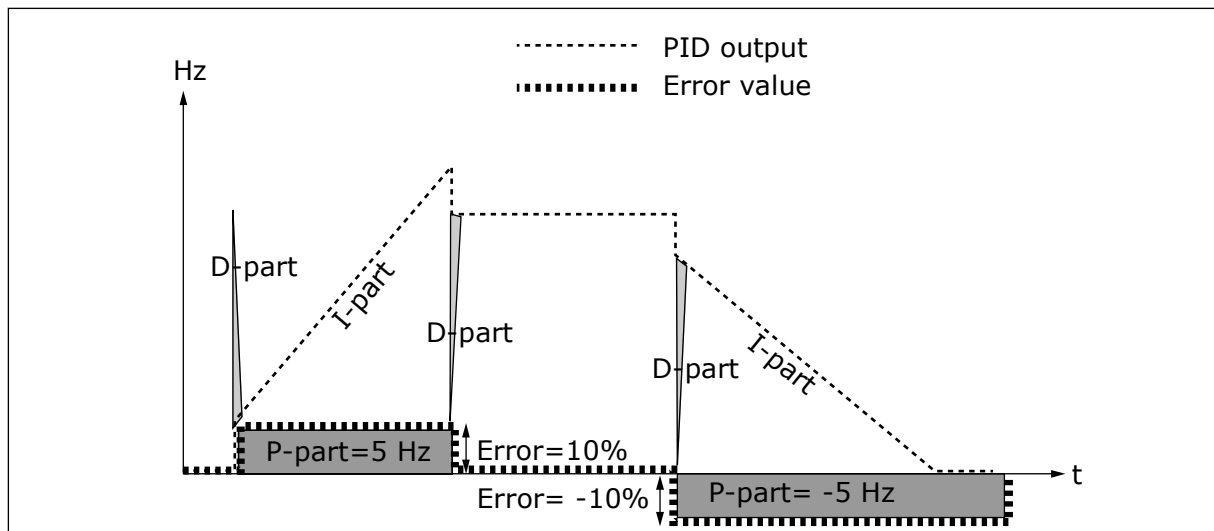 PID output
Error value
Hz
D-part
I-part
D-part
D-part
I-part
P-part=5 Hz
Error=10%
t
Error= -10%
P-part= -5 Hz